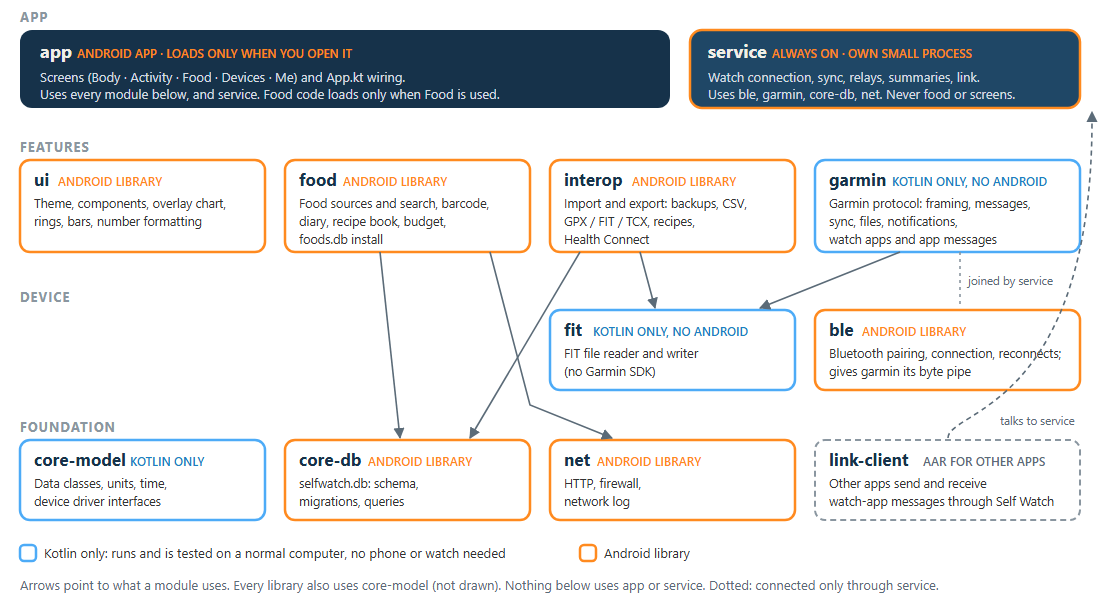 APP
app ANDROID APP · LOADS ONLY WHEN YOU OPEN IT
Screens (Body · Activity · Food · Devices · Me) and App.kt wiring.
Uses every module below, and service. Food code loads only when Food is used.
service ALWAYS ON · OWN SMALL PROCESS
Watch connection, sync, relays, summaries, link.
Uses ble, garmin, core-db, net. Never food or screens.
FEATURES
ui ANDROID LIBRARY
Theme, components, overlay chart,
rings, bars, number formatting
food ANDROID LIBRARY
Food sources and search, barcode,
diary, recipe book, budget,
foods.db install
interop ANDROID LIBRARY
Import and export: backups, CSV,
GPX / FIT / TCX, recipes,
Health Connect
garmin KOTLIN ONLY, NO ANDROID
Garmin protocol: framing, messages,
sync, files, notifications,
watch apps and app messages
joined by service
DEVICE
fit KOTLIN ONLY, NO ANDROID
FIT file reader and writer
(no Garmin SDK)
ble ANDROID LIBRARY
Bluetooth pairing, connection, reconnects;
gives garmin its byte pipe
talks to service
FOUNDATION
core-model KOTLIN ONLY
Data classes, units, time,
device driver interfaces
core-db ANDROID LIBRARY
selfwatch.db: schema,
migrations, queries
net ANDROID LIBRARY
HTTP, firewall,
network log
link-client AAR FOR OTHER APPS
Other apps send and receive
watch-app messages through Self Watch
Kotlin only: runs and is tested on a normal computer, no phone or watch needed
Android library
Arrows point to what a module uses. Every library also uses core-model (not drawn). Nothing below uses app or service. Dotted: connected only through service.